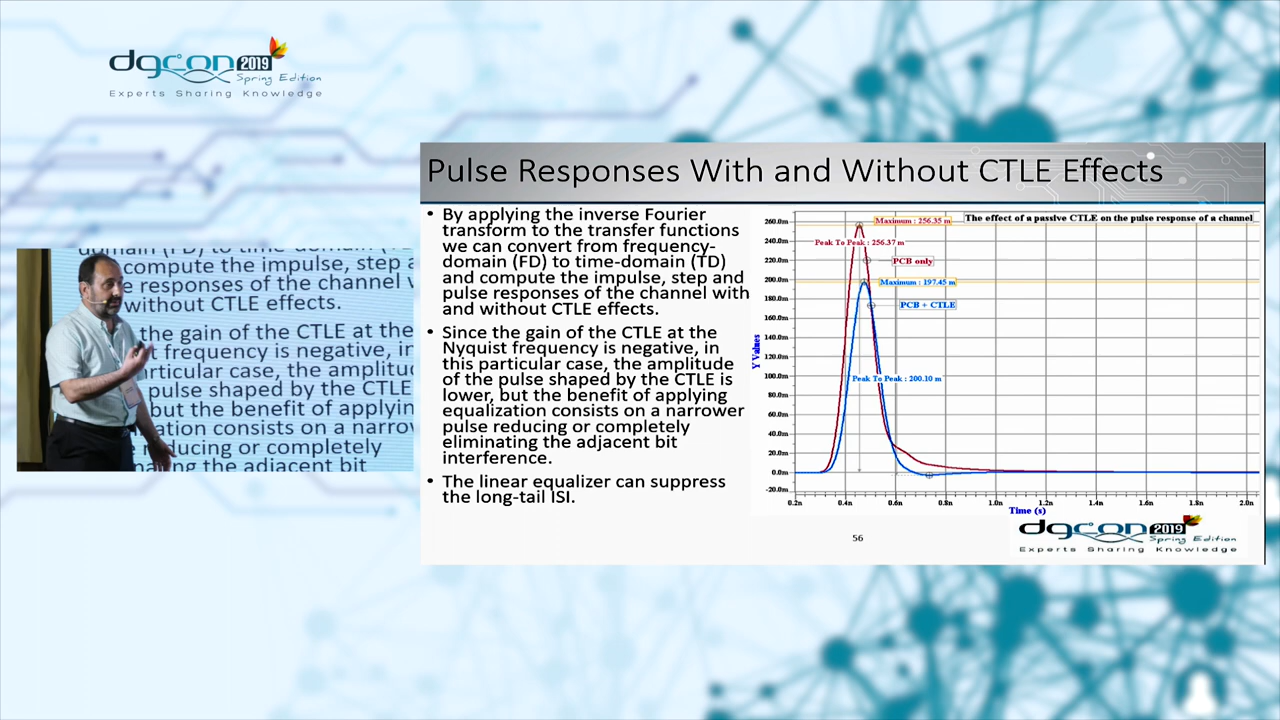 dgcon 2019
Spring Edition
Experts Sharing Knowledge
Pulse Responses With and Without CTLE Effects
• By applying the inverse Fourier
transform to the transfer functions
we can convert from frequency-
domain (FD) to time-domain (TD)
and compute the impulse, step and
pulse responses of the channel with
and without CTLE effects.
• Since the gain of the CTLE at the
Nyquist frequency is negative, in
this particular case, the amplitude
of the pulse shaped by the CTLE is
lower, but the benefit of applying
equalization consists on a narrower
pulse reducing or completely
eliminating the adjacent bit
interference.
• The linear equalizer can suppress
the long-tail ISI.
The effect of a passive CTLE on the pulse response of a channel
Maximum : 256.35 m
Peak To Peak : 256.37 m
PCB only
Maximum : 197.45 m
PCB + CTLE
Peak To Peak : 200.10 m
Y Values
260.0m
240.0m
220.0m
200.0m
180.0m
160.0m
140.0m
120.0m
100.0m
80.0m
60.0m
40.0m
20.0m
0.0m
-20.0m
0.2n 0.4n 0.6n 0.8n 1.0n 1.2n 1.4n 1.6n 1.8n 2.0n
Time (s)
56
dgcon 2019
Spring Edition
Experts Sharing Knowledge
domain (FD) to time-domain (T
compute the impulse, step a
e responses of the channel w
without CTLE effects.
the gain of the CTLE at the
t frequency is negative, in
articular case, the amplitu
pulse shaped by the CTLE
but the benefit of applyin
ation consists on a narrow
reducing or completely
nating the adjacent bit